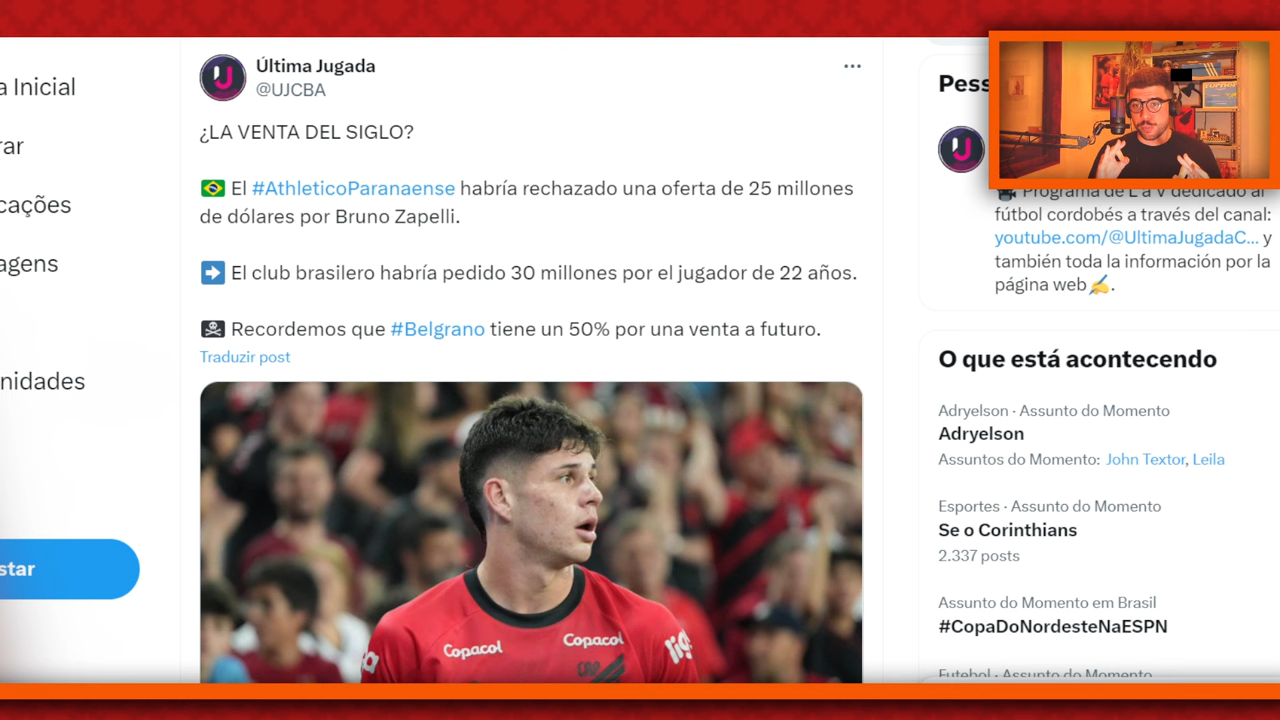 a Inicial
rar
cações
agens
nidades
star
Última Jugada
@UJCBA
¿LA VENTA DEL SIGLO?
El #AthleticoParanaense habría rechazado una oferta de 25 millones
de dólares por Bruno Zapelli.
El club brasilero habría pedido 30 millones por el jugador de 22 años.
Recordemos que #Belgrano tiene un 50% por una venta a futuro.
Traduzir post
Copacol
Copacol
CAP
Pess
Programa de L a V dedicado al
fútbol cordobés a través del canal:
youtube.com/@UltimaJugadaC... y
también toda la información por la
página web.
O que está acontecendo
Adryelson · Assunto do Momento
Adryelson
Assuntos do Momento: John Textor, Leila
Esportes · Assunto do Momento
Se o Corinthians
2.337 posts
Assunto do Momento em Brasil
#CopaDoNordesteNaESPN
Futebol · Assunto do Momento